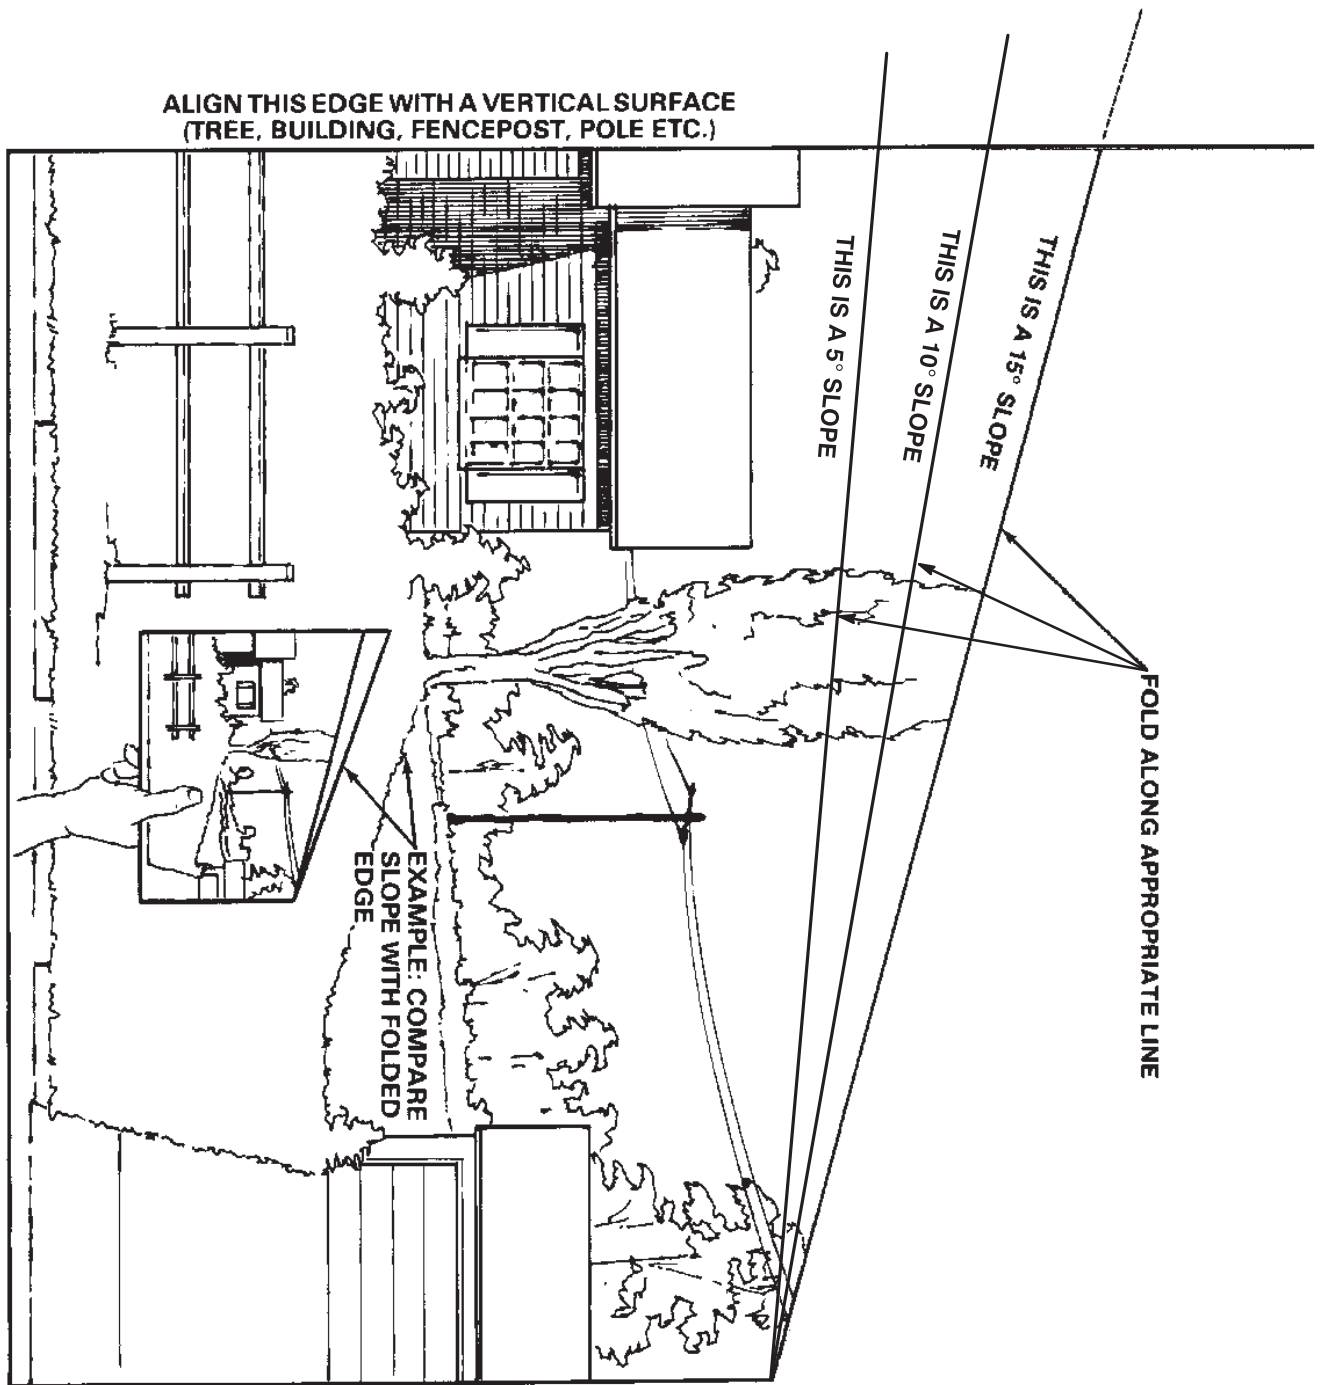 ALIGN THIS EDGE WITH A VERTICAL SURFACE
(TREE, BUILDING, FENCEPOST, POLE ETC.)
THIS IS A 5° SLOPE
THIS IS A 10° SLOPE
THIS IS A 15° SLOPE
FOLD ALONG APPROPRIATE LINE
EXAMPLE: COMPARE
SLOPE WITH FOLDED
EDGE